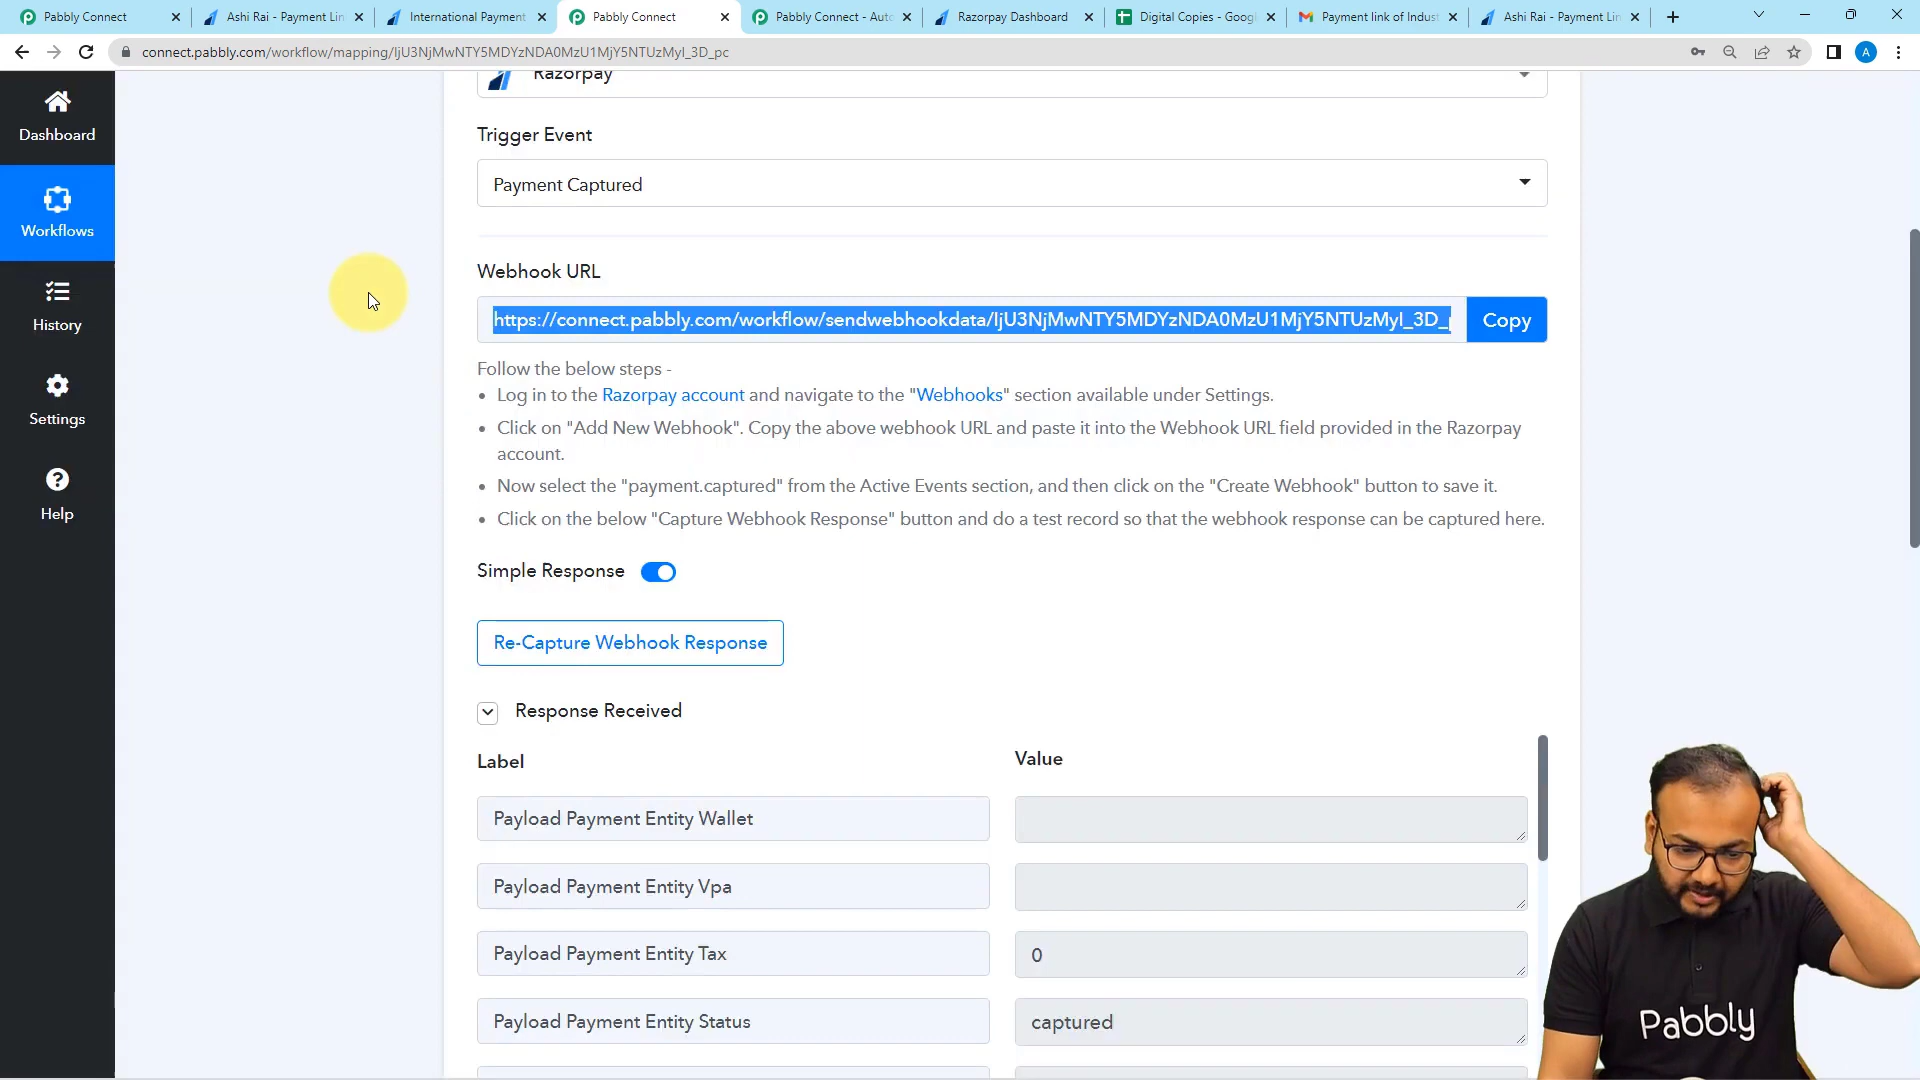 Pabbly Connect
Ashi Rai - Payment Lin
International Payment
Pabbly Connect
Pabbly Connect - Auto
Razorpay Dashboard
Digital Copies - Googl
Payment link of Indust
Ashi Rai - Payment Lin
connect.pabbly.com/workflow/mapping/IjU3NjMwNTY5MDYzNDA0MzU1MjY5NTUzMyI_3D_pc
A
Dashboard
Workflows
History
Settings
Help
Razorpay
Trigger Event
Payment Captured
Webhook URL
https://connect.pabbly.com/workflow/sendwebhookdata/IjU3NjMwNTY5MDYzNDA0MzU1MjY5NTUzMyI_3D_
Copy
Follow the below steps -
Log in to the Razorpay account and navigate to the "Webhooks" section available under Settings.
Click on "Add New Webhook". Copy the above webhook URL and paste it into the Webhook URL field provided in the Razorpay
account.
Now select the "payment.captured" from the Active Events section, and then click on the "Create Webhook" button to save it.
Click on the below "Capture Webhook Response" button and do a test record so that the webhook response can be captured here.
Simple Response
Re-Capture Webhook Response
Response Received
Label
Value
Payload Payment Entity Wallet
Payload Payment Entity Vpa
Payload Payment Entity Tax
0
Payload Payment Entity Status
captured
Pabbly